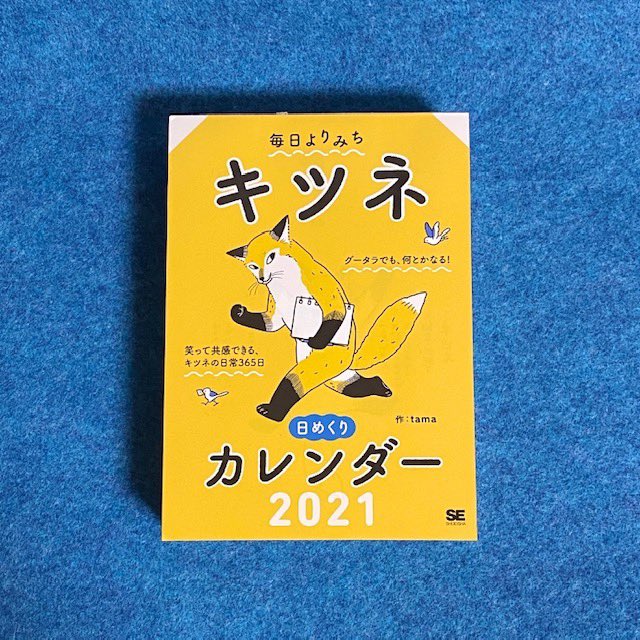 毎日よりみち
キツネ
グータラでも、何とかなる!
笑って共感できる、
キツネの日常365日
作:tama
日めくり
カレンダー
2021
SE
SHOEISHA